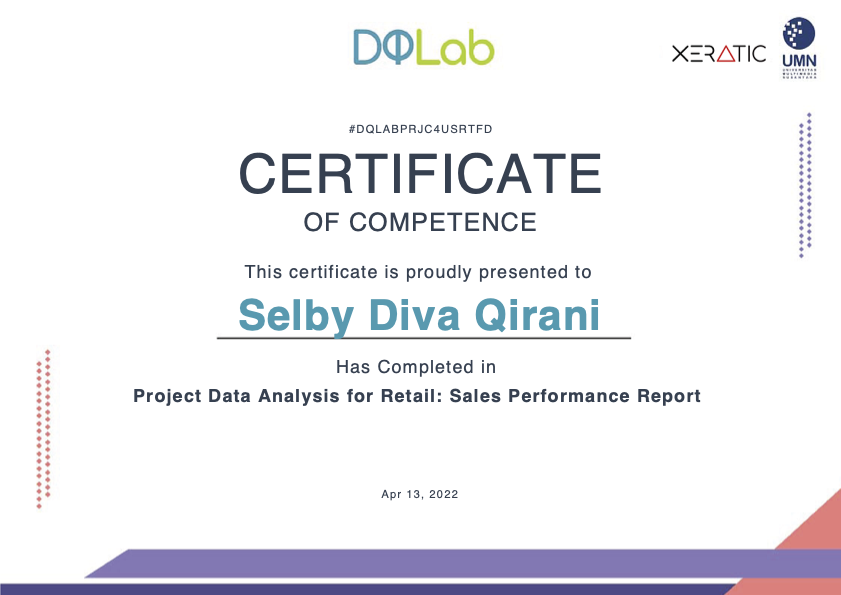 DQLab
XERATIC
UMN
UNIVERSITAS
MULTIMEDIA
NUSANTARA
#DQLABPRJC4USRTFD
CERTIFICATE
OF COMPETENCE
This certificate is proudly presented to
Selby Diva Qirani
Has Completed in
Project Data Analysis for Retail: Sales Performance Report
Apr 13, 2022